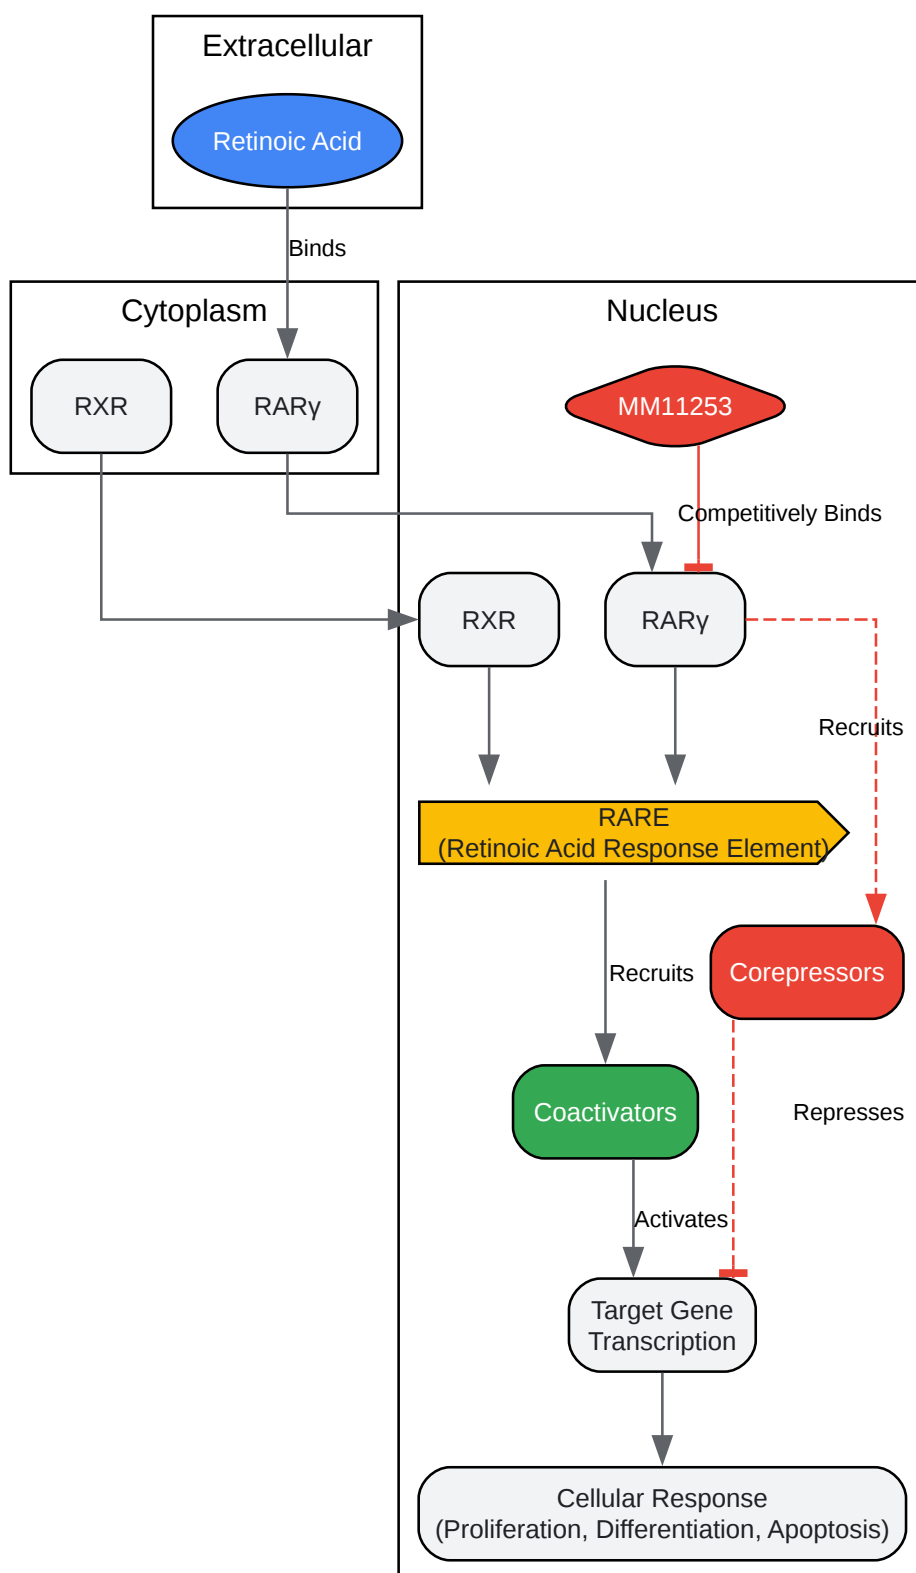 Extracellular
Retinoic Acid
Binds
Cytoplasm
Nucleus
RXR
RARγ
MM11253
Competitively Binds
RXR
RARγ
Recruits
RARE
(Retinoic Acid Response Element)
Recruits
Corepressors
Coactivators
Represses
Activates
Target Gene
Transcription
Cellular Response
(Proliferation, Differentiation, Apoptosis)